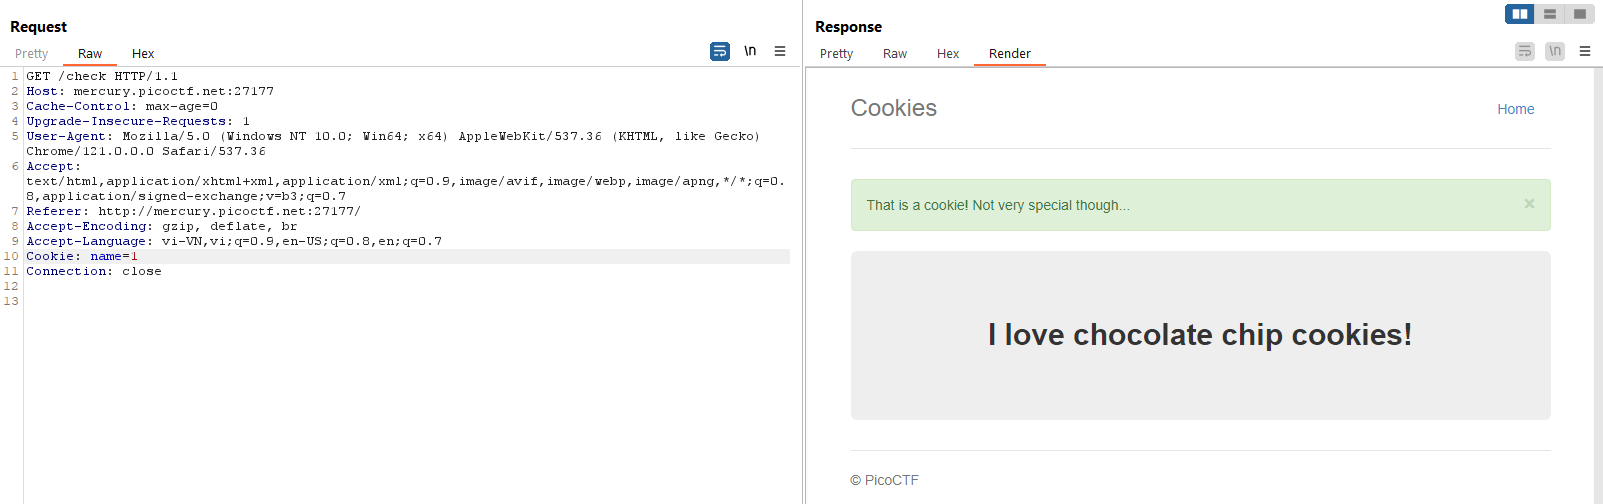 Request
Pretty Raw Hex
\n
1 GET /check HTTP/1.1
2 Host: mercury.picoctf.net:27177
3 Cache-Control: max-age=0
4 Upgrade-Insecure-Requests: 1
5 User-Agent: Mozilla/5.0 (Windows NT 10.0; Win64; x64) AppleWebKit/537.36 (KHTML, like Gecko)
Chrome/121.0.0.0 Safari/537.36
6 Accept:
text/html,application/xhtml+xml,application/xml;q=0.9,image/avif,image/webp,image/apng,*/*;q=0.
8,application/signed-exchange;v=b3;q=0.7
7 Referer: http://mercury.picoctf.net:27177/
8 Accept-Encoding: gzip, deflate, br
9 Accept-Language: vi-VN,vi;q=0.9,en-US;q=0.8,en;q=0.7
10 Cookie: name=1
11 Connection: close
12
13
Response
Pretty Raw Hex Render
\n
Cookies
Home
That is a cookie! Not very special though...
×
I love chocolate chip cookies!
© PicoCTF